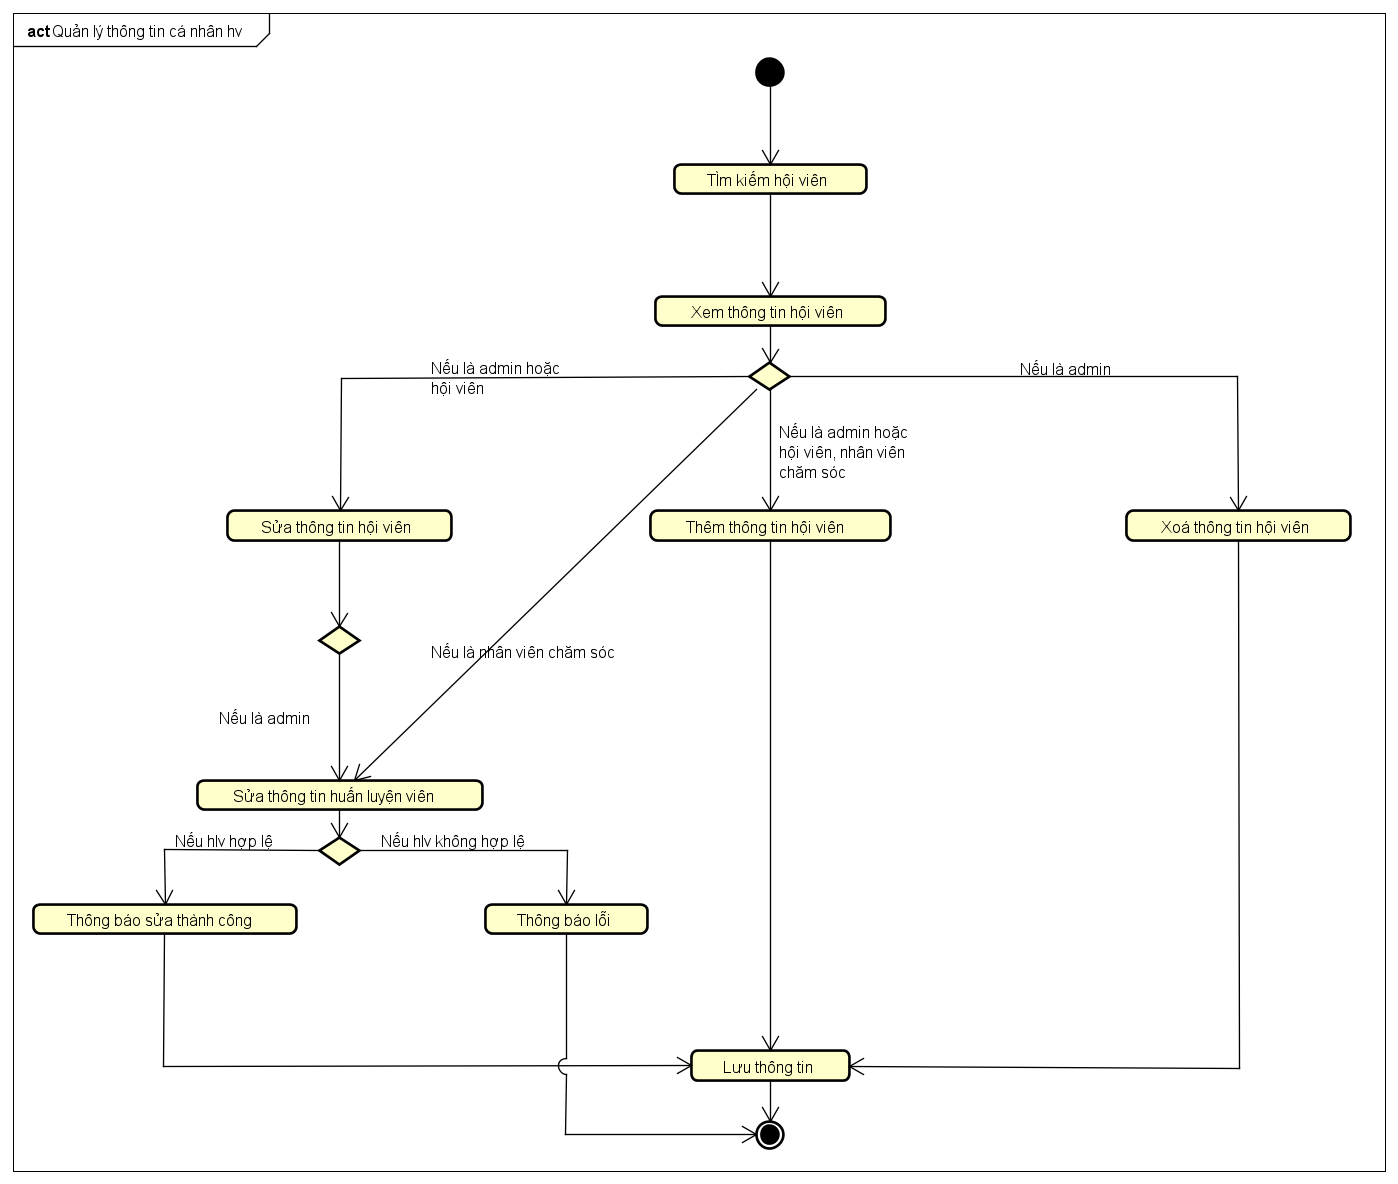 act Quản lý thông tin cá nhân hv
TÌm kiếm hội viên
Xem thông tin hội viên
Nếu là admin hoặc
hội viên
Nếu là admin
Nếu là admin hoặc
hội viên, nhân viên
chăm sóc
Sửa thông tin hội viên
Thêm thông tin hội viên
Xoá thông tin hội viên
Nếu là nhân viên chăm sóc
Nếu là admin
Sửa thông tin huấn luyện viên
Nếu hlv hợp lệ
Nếu hlv không hợp lệ
Thông báo sửa thành công
Thông báo lỗi
Lưu thông tin